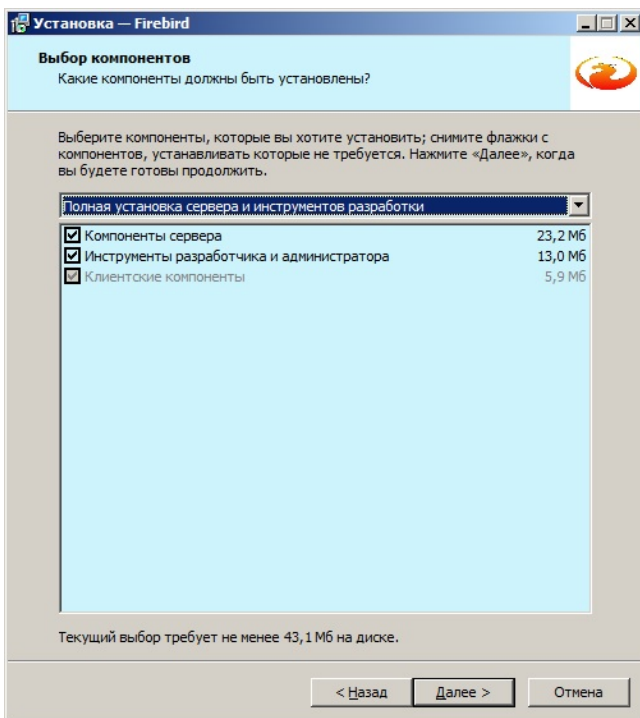 Установка — Firebird
Выбор компонентов
Какие компоненты должны быть установлены?
Выберите компоненты, которые вы хотите установить; снимите флажки с
компонентов, устанавливать которые не требуется. Нажмите «Далее», когда
вы будете готовы продолжить.
Полная установка сервера и инструментов разработки
Компоненты сервера 23,2 Мб
Инструменты разработчика и администратора 13,0 Мб
Клиентские компоненты 5,9 Мб
Текущий выбор требует не менее 43,1 Мб на диске.
< Назад Далее > Отмена